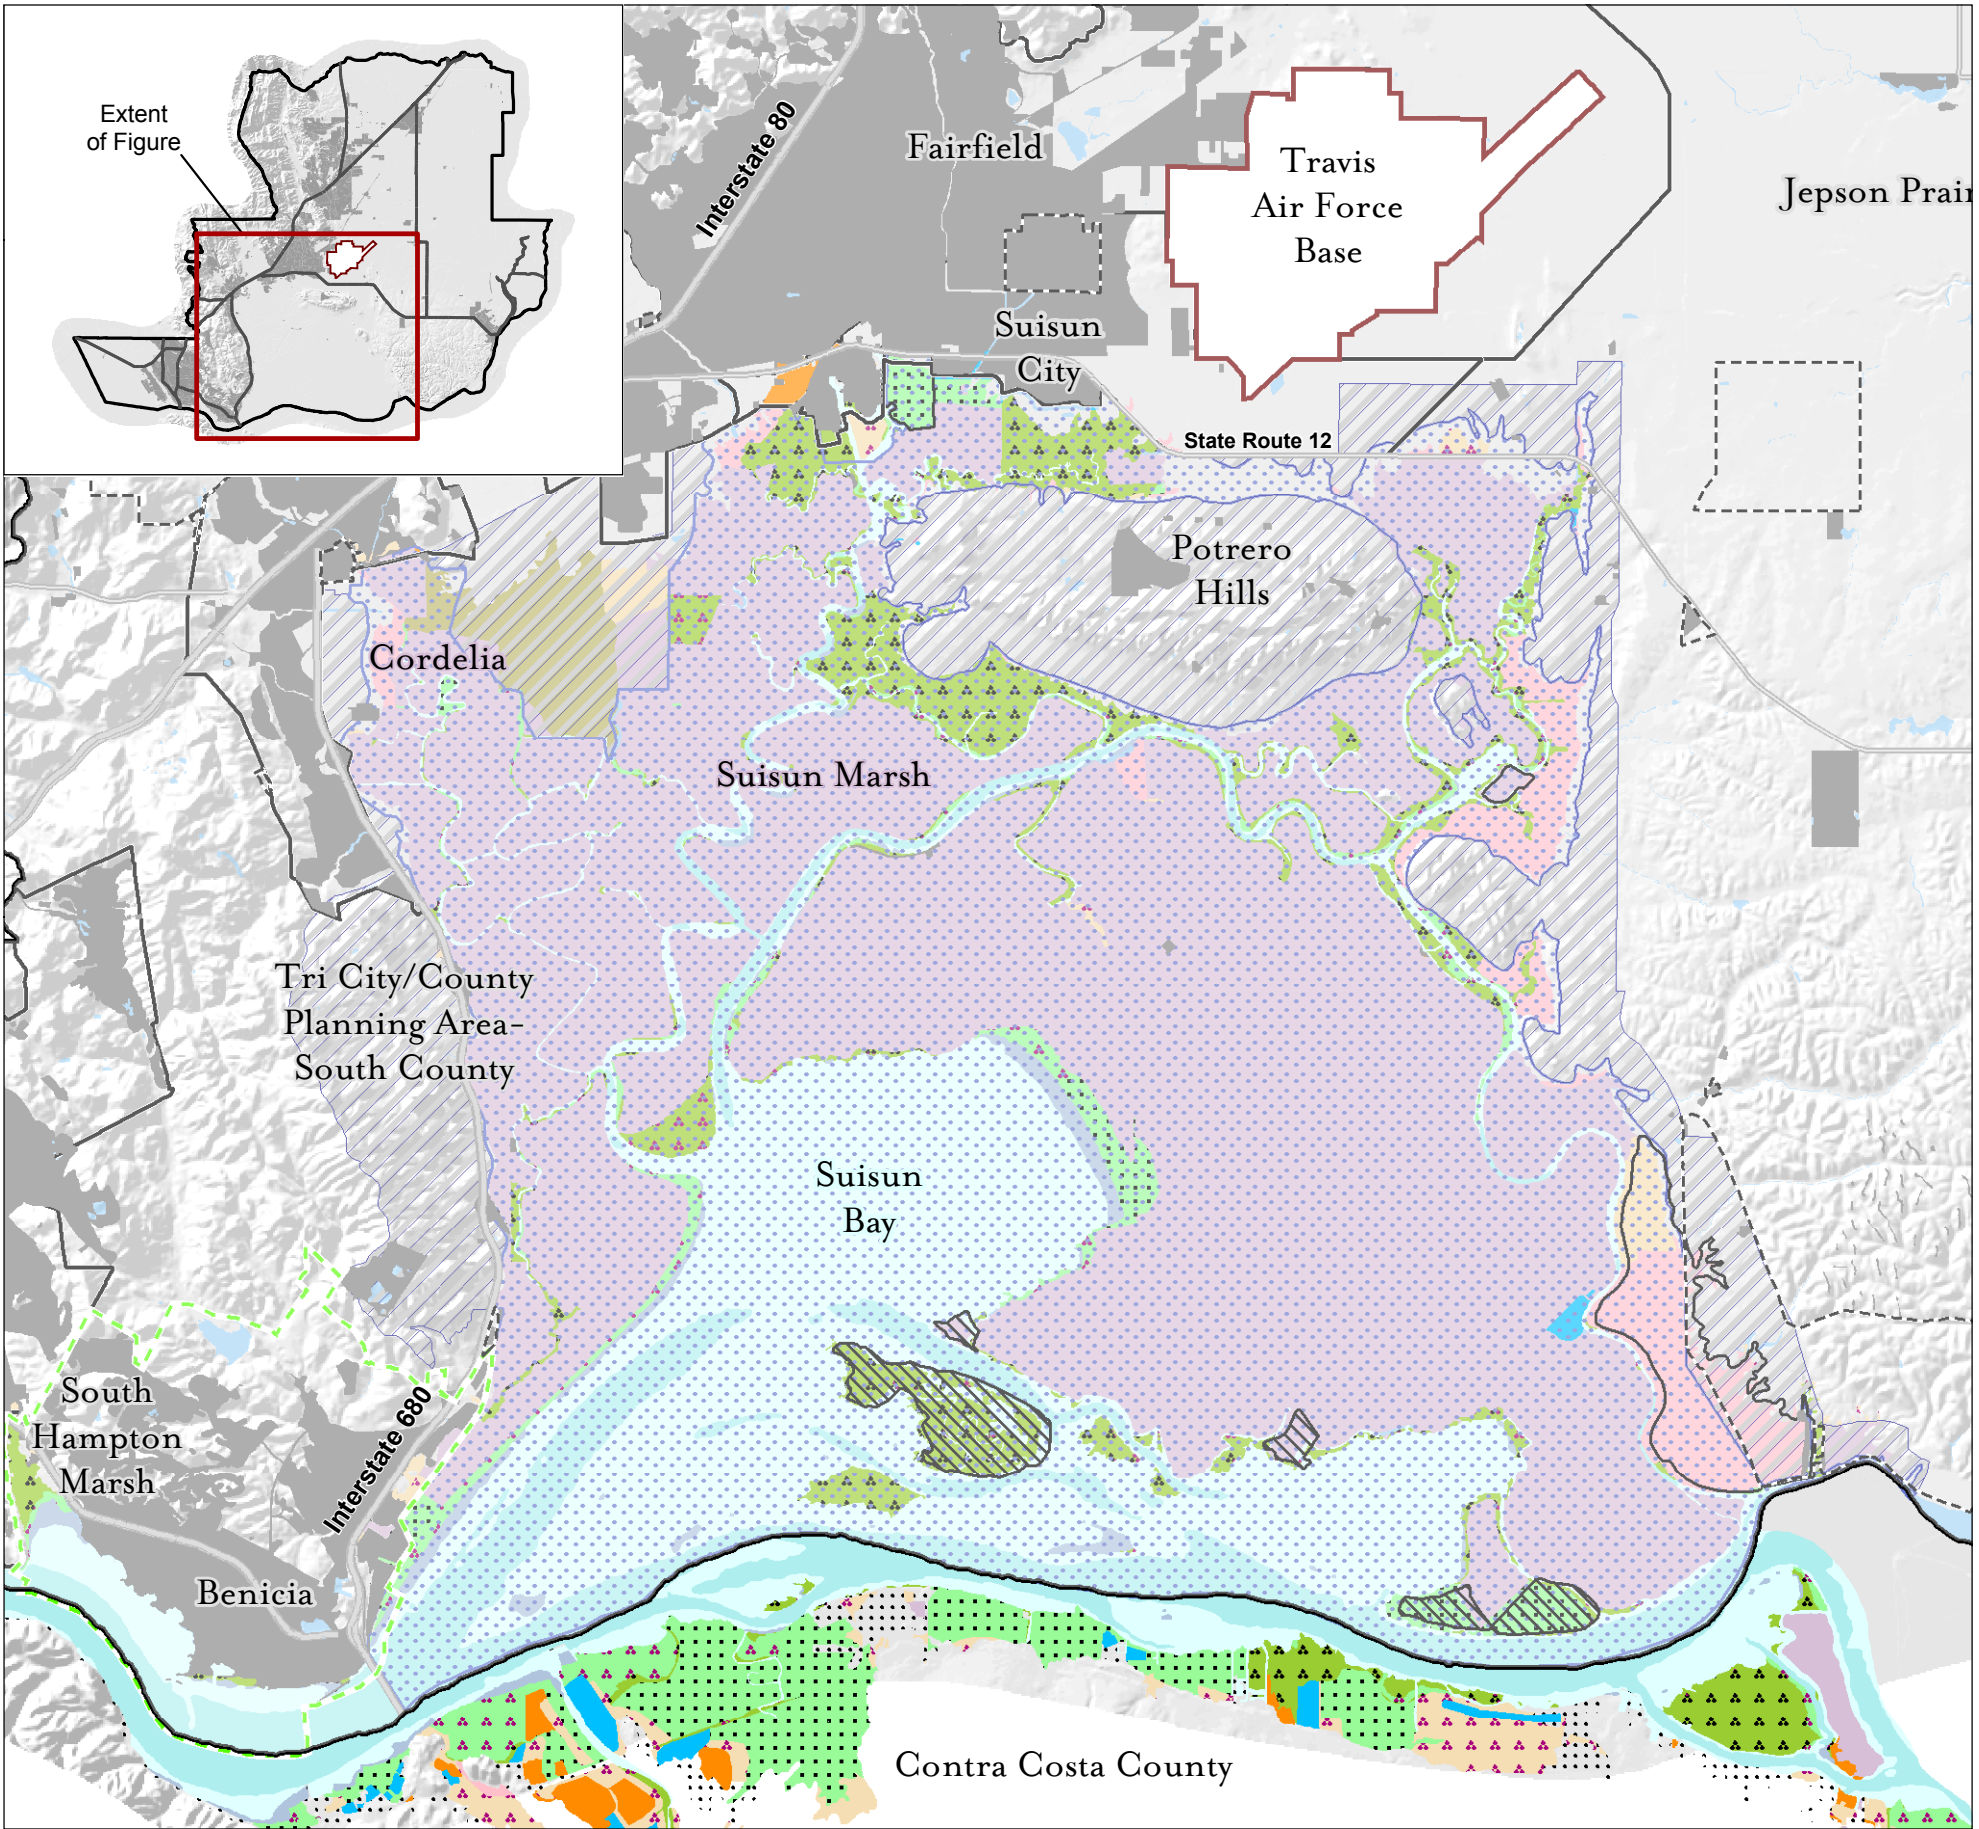 Extent
of Figure
Interstate 80
Fairfield
Travis
Air Force
Base
Jepson Prair
Suisun
City
State Route 12
Potrero
Hills
Cordelia
Suisun Marsh
Tri City/County
Planning Area-
South County
Suisun
Bay
South
Hampton
Marsh
Interstate 680
Benicia
Contra Costa County